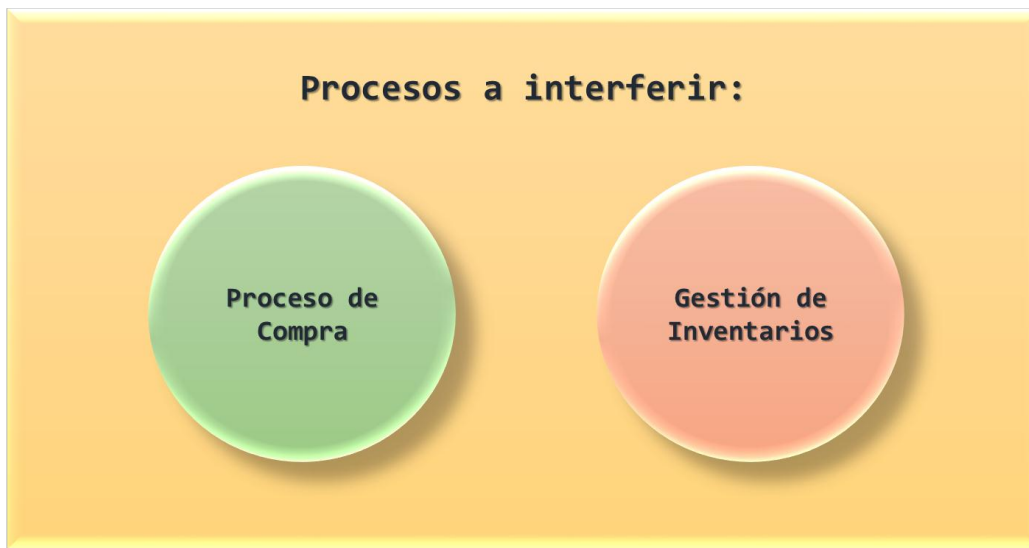 Procesos a interferir:
Proceso de
Compra
Gestión de
Inventarios